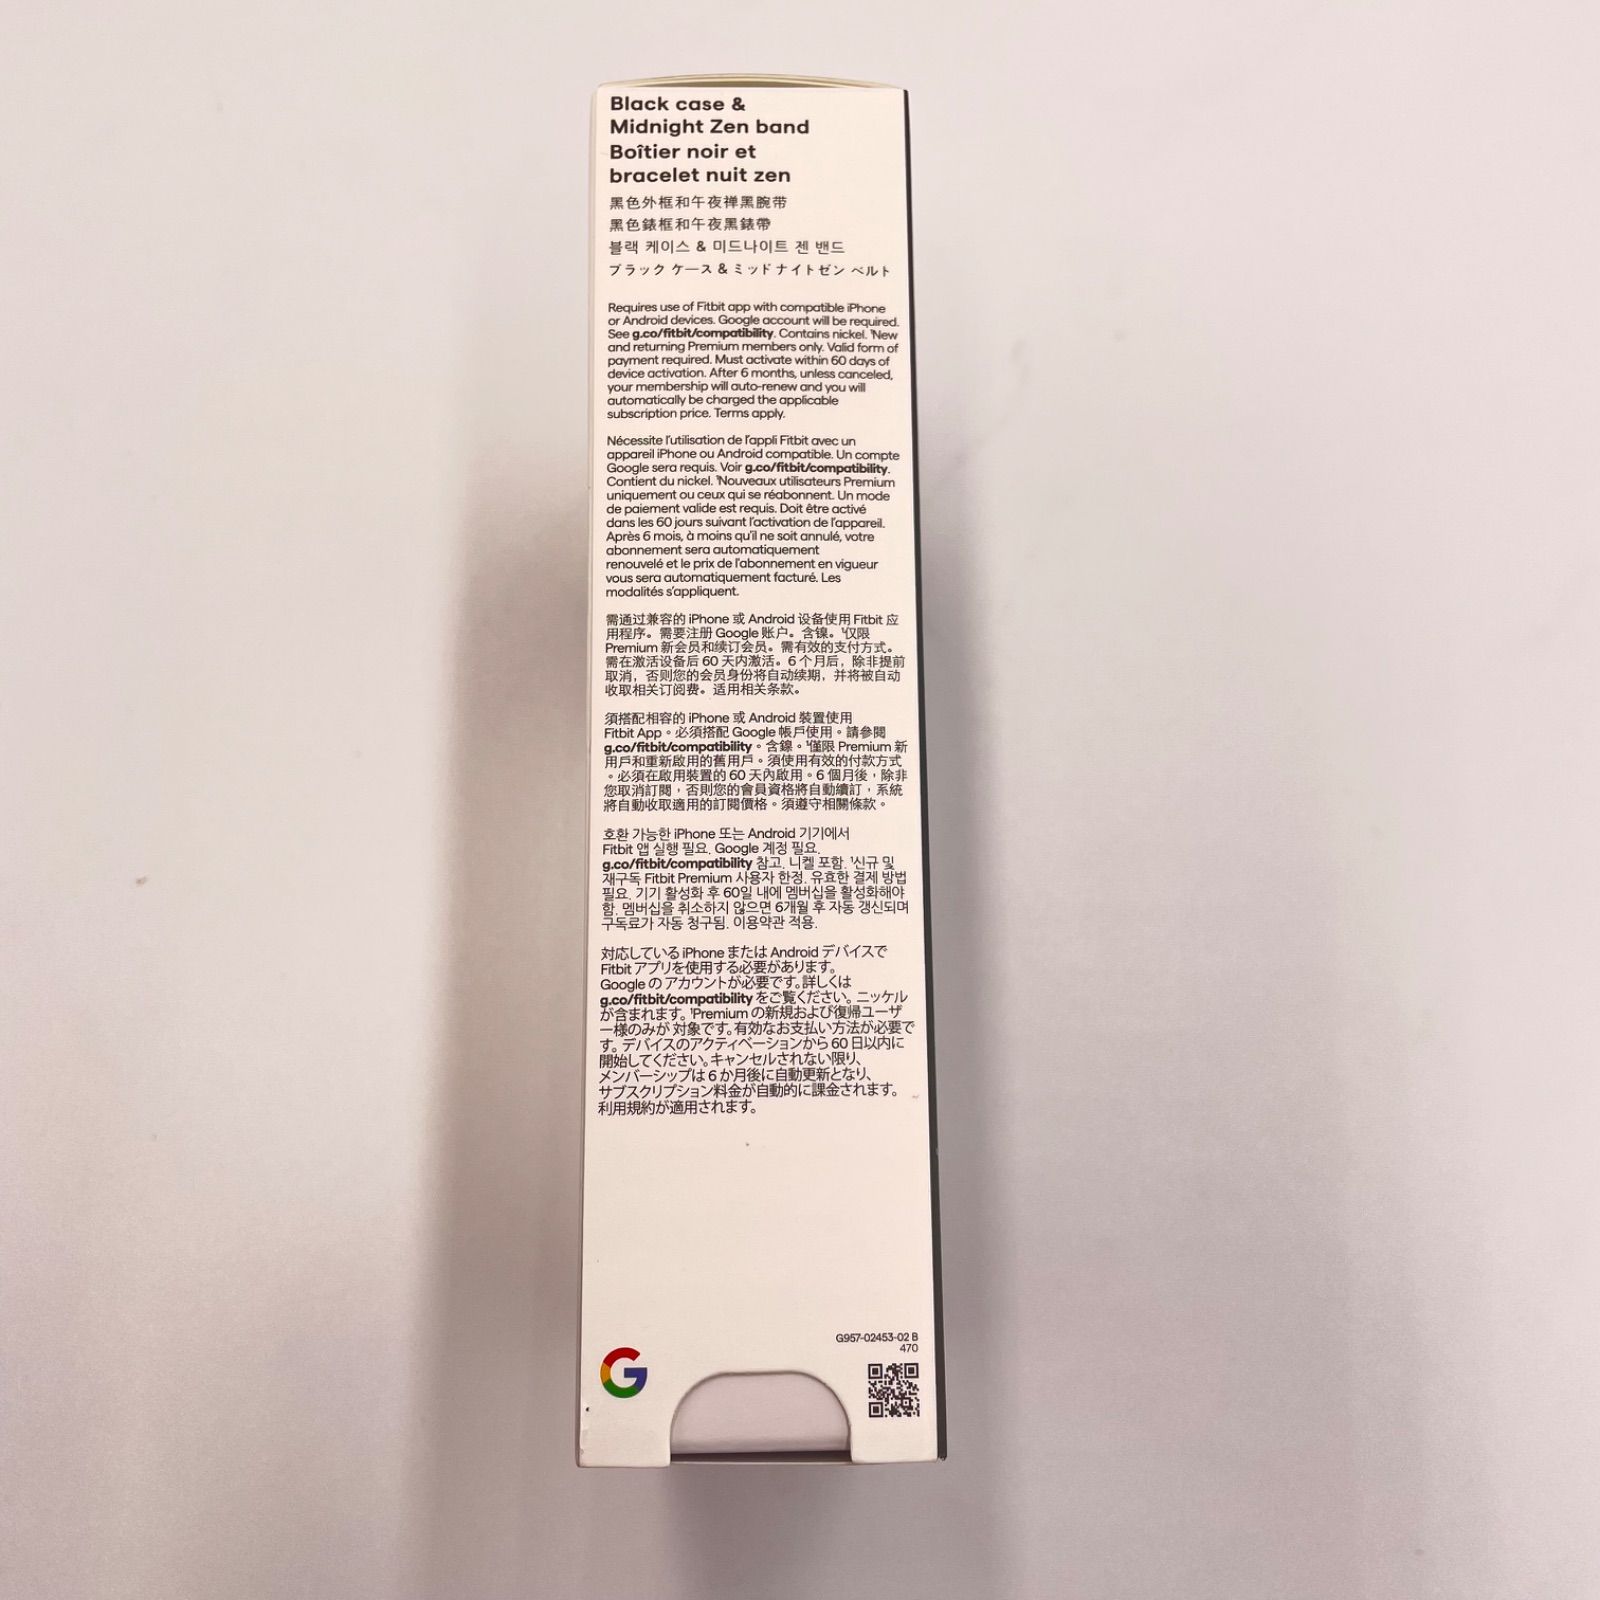 Black case &
Midnight Zen band
Boîtier noir et
bracelet nuit zen
黑色外框和午夜禅黑腕带
黑色錶框和午夜黑錶帶
블랙 케이스 & 미드나이트 젠 밴드
ブラック ケース & ミッドナイトゼン ベルト
Requires use of Fitbit app with compatible iPhone
or Android devices. Google account will be required.
See g.co/fitbit/compatibility. Contains nickel. ¹New
and returning Premium members only. Valid form of
payment required. Must activate within 60 days of
device activation. After 6 months, unless canceled,
your membership will auto-renew and you will
automatically be charged the applicable
subscription price. Terms apply.
Nécessite l'utilisation de l'appli Fitbit avec un
appareil iPhone ou Android compatible. Un compte
Google sera requis. Voir g.co/fitbit/compatibility.
Contient du nickel. ¹Nouveaux utilisateurs Premium
uniquement ou ceux qui se réabonnent. Un mode
de paiement valide est requis. Doit être activé
dans les 60 jours suivant l'activation de l'appareil.
Après 6 mois, à moins qu'il ne soit annulé, votre
abonnement sera automatiquement
renouvelé et le prix de l'abonnement en vigueur
vous sera automatiquement facturé. Les
modalités s'appliquent.
需通过兼容的 iPhone 或 Android 设备使用 Fitbit 应
用程序。需要注册 Google 账户。含镍。¹仅限
Premium 新会员和续订会员。需有效的支付方式。
需在激活设备后 60 天内激活。6 个月后，除非提前
取消，否则您的会员身份将自动续期，并将被自动
收取相关订阅费。适用相关条款。
須搭配相容的 iPhone 或 Android 裝置使用
Fitbit App。必須搭配 Google 帳戶使用。請參閱
g.co/fitbit/compatibility。含鎳。¹僅限 Premium 新
用戶和重新啟用的舊用戶。須使用有效的付款方式
。必須在啟用裝置的 60 天內啟用。6 個月後，除非
您取消訂閱，否則您的會員資格將自動續訂，系統
將自動收取適用的訂閱價格。須遵守相關條款。
호환 가능한 iPhone 또는 Android 기기에서
Fitbit 앱 실행 필요. Google 계정 필요.
g.co/fitbit/compatibility 참고. 니켈 포함. ¹신규 및
재구독 Fitbit Premium 사용자 한정. 유효한 결제 방법
필요. 기기 활성화 후 60일 내에 멤버십을 활성화해야
함. 멤버십을 취소하지 않으면 6개월 후 자동 갱신되며
구독료가 자동 청구됨. 이용약관 적용.
対応している iPhone または Android デバイスで
Fitbit アプリを使用する必要があります。
Google の アカウントが必要です。詳しくは
g.co/fitbit/compatibility をご覧ください。ニッケル
が含まれます。¹Premium の新規および復帰ユーザ
ー様のみが 対象です。有効なお支払い方法が必要で
す。デバイスのアクティベーションから 60 日以内に
開始してください。キャンセルされない限り、
メンバーシップは 6 か月後に自動更新となり、
サブスクリプション料金が自動的に課金されます。
利用規約が適用されます。
G957-02453-02 B
470
G